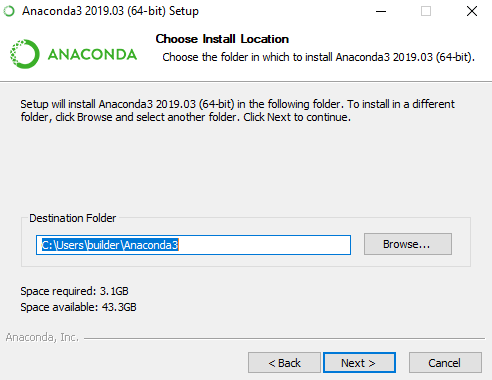 Anaconda3 2019.03 (64-bit) Setup
Choose Install Location
Choose the folder in which to install Anaconda3 2019.03 (64-bit).
ANACONDA
Setup will install Anaconda3 2019.03 (64-bit) in the following folder. To install in a different
folder, click Browse and select another folder. Click Next to continue.
Destination Folder
C:\Users\builder\Anaconda3
Browse...
Space required: 3.1GB
Space available: 43.3GB
Anaconda, Inc.
< Back
Next >
Cancel